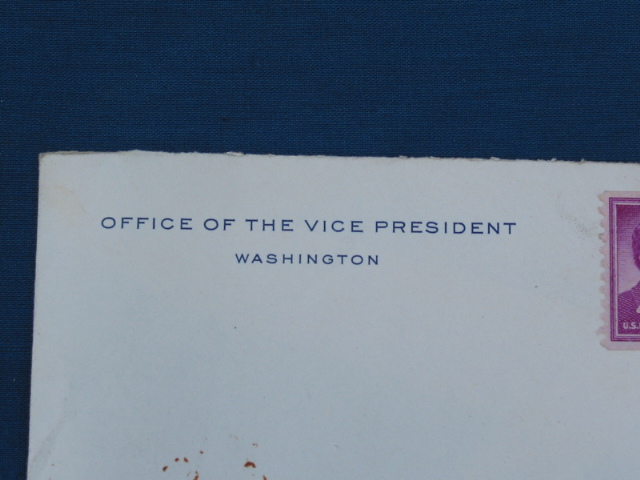 OFFICE OF THE VICE PRESIDENT
WASHINGTON
U.S.